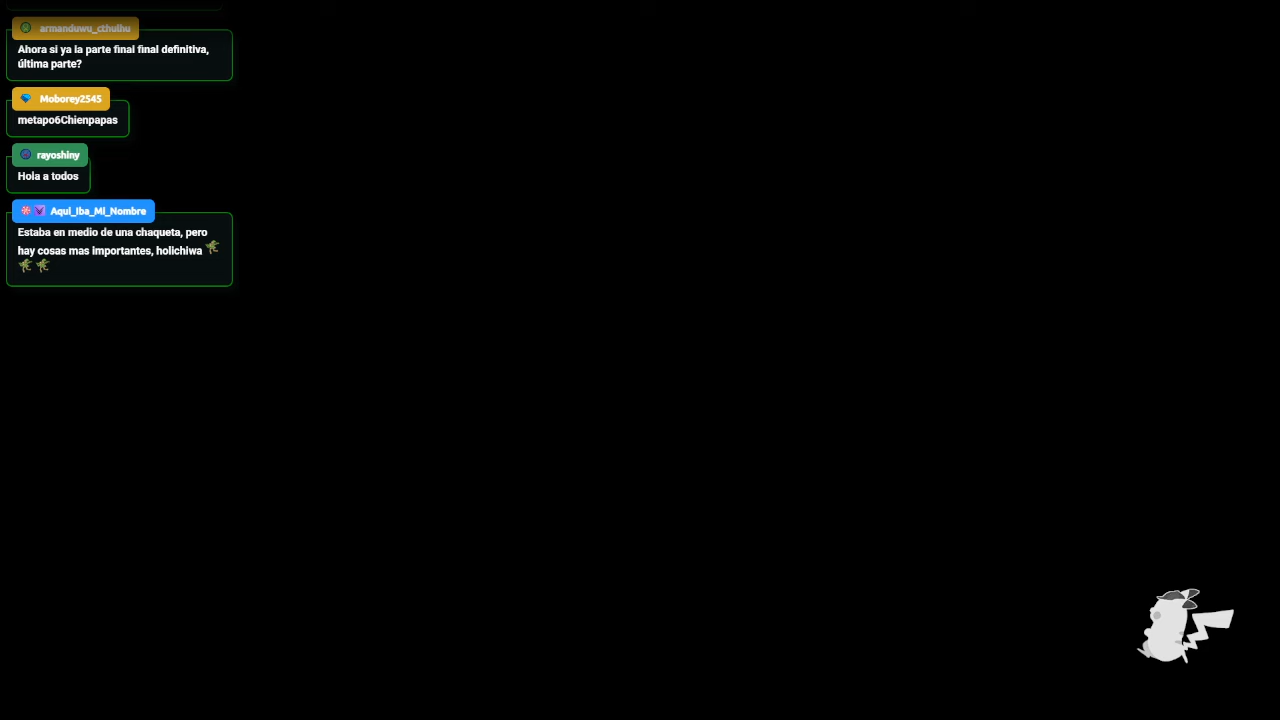 armanduwu_cthulhu
Ahora si ya la parte final final definitiva,
última parte?
Moborey2545
metapo6Chienpapas
rayoshiny
Hola a todos
Aqui_Iba_Mi_Nombre
Estaba en medio de una chaqueta, pero
hay cosas mas importantes, holichiwa